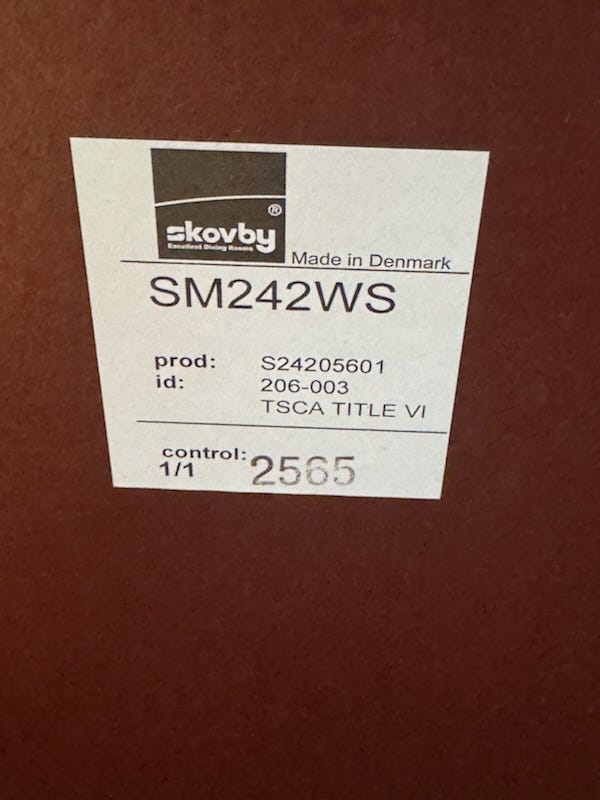 ®
skovby
Excellent Dining Rooms
Made in Denmark
SM242WS
prod: S24205601
id: 206-003
TSCA TITLE VI
control: 2565
1/1